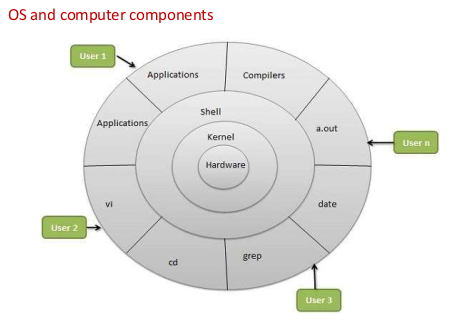 OS and computer components
User 1
Applications
Compilers
Applications
Shell
a.out
Kernel
User n
Hardware
vi
date
User 2
cd
grep
User 3